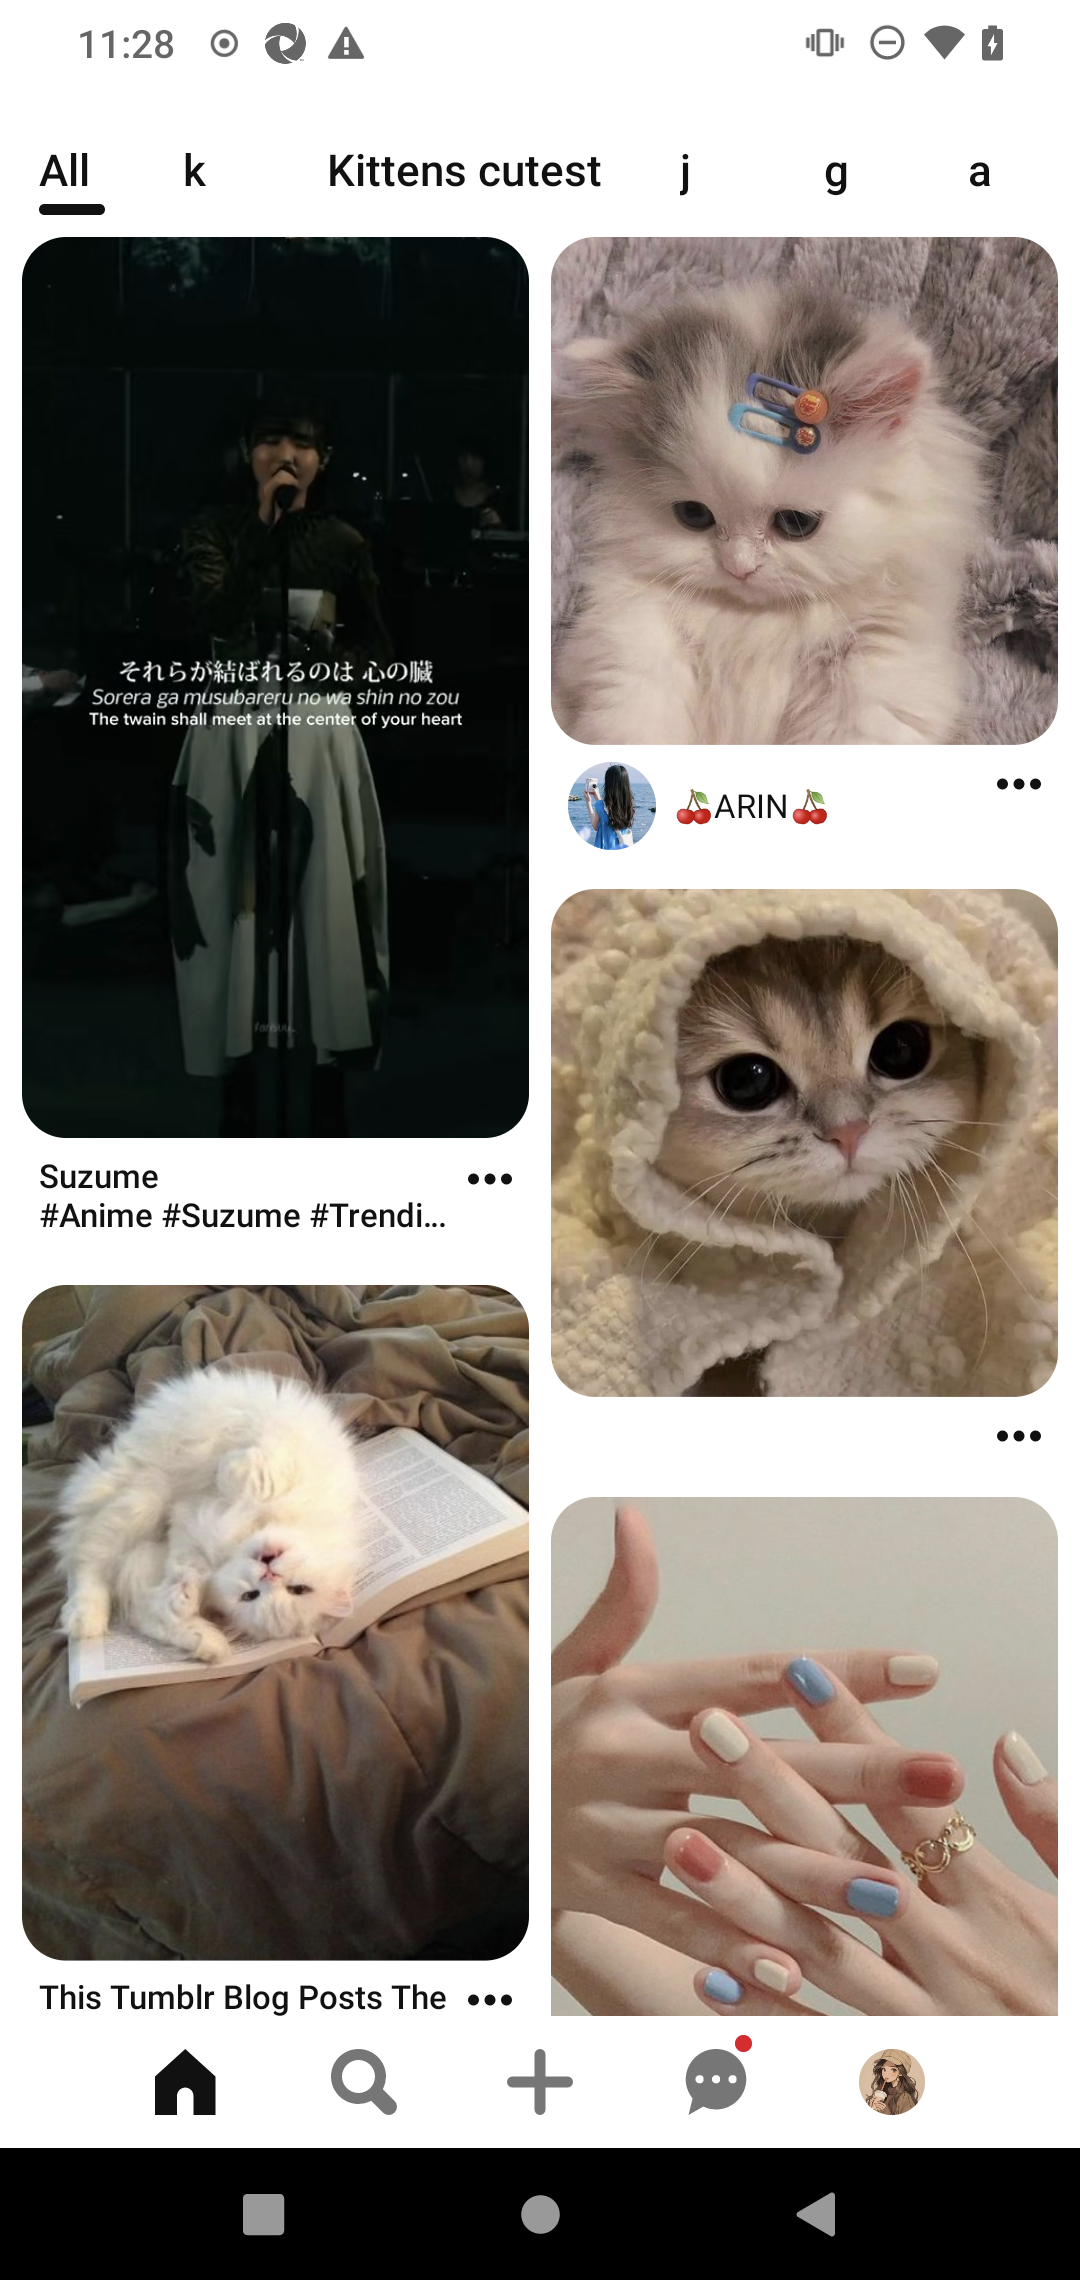 11:28
All k Kittens cutest j g a
それらが結ばれるのは 心の臓
Sorera ga musubareru no wa shin no zou
The twain shall meet at the center of your heart
Suzume
#Anime #Suzume #Trendi...
🍒ARIN🍒
This Tumblr Blog Posts The